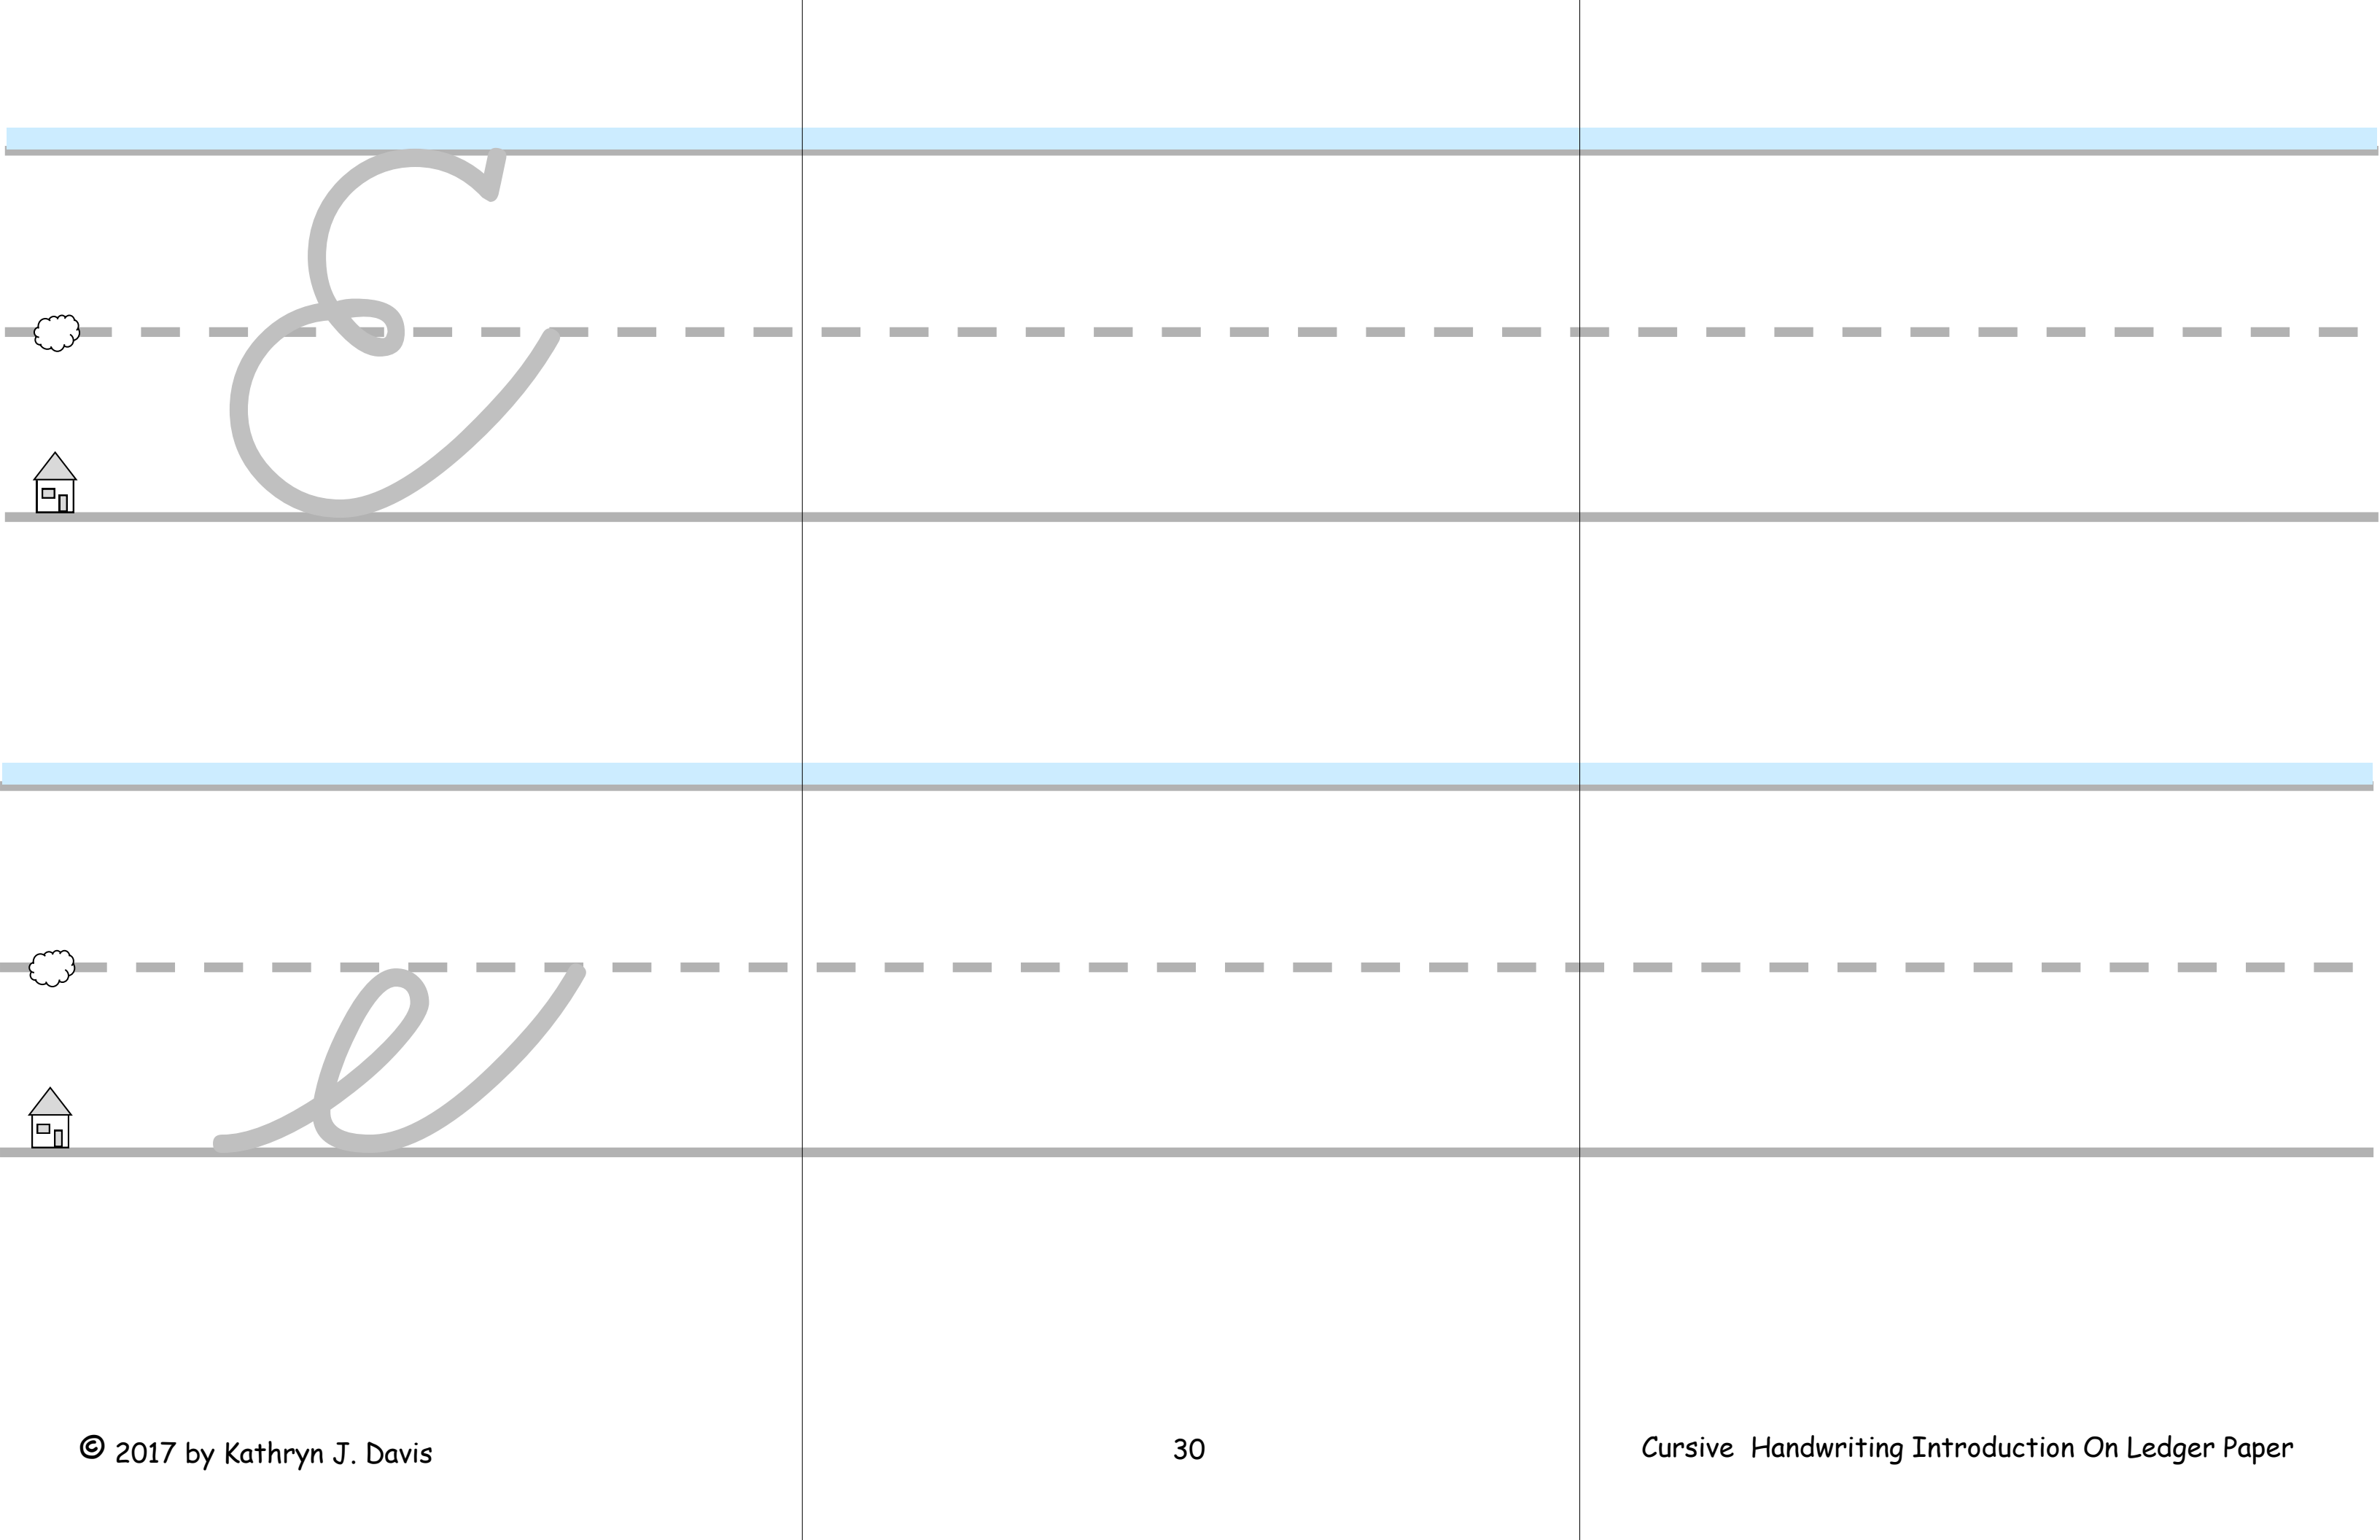 E
e
© 2017 by Kathryn J. Davis
30
Cursive Handwriting Introduction On Ledger Paper